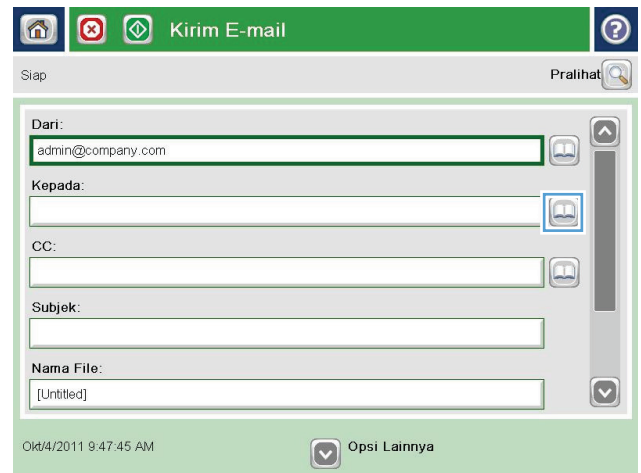 Kirim E-mail
Siap
Pralihat
Dari:
admin@company.com
Kepada:
CC:
Subjek:
Nama File:
[Untitled]
Okt/4/2011 9:47:45 AM
Opsi Lainnya